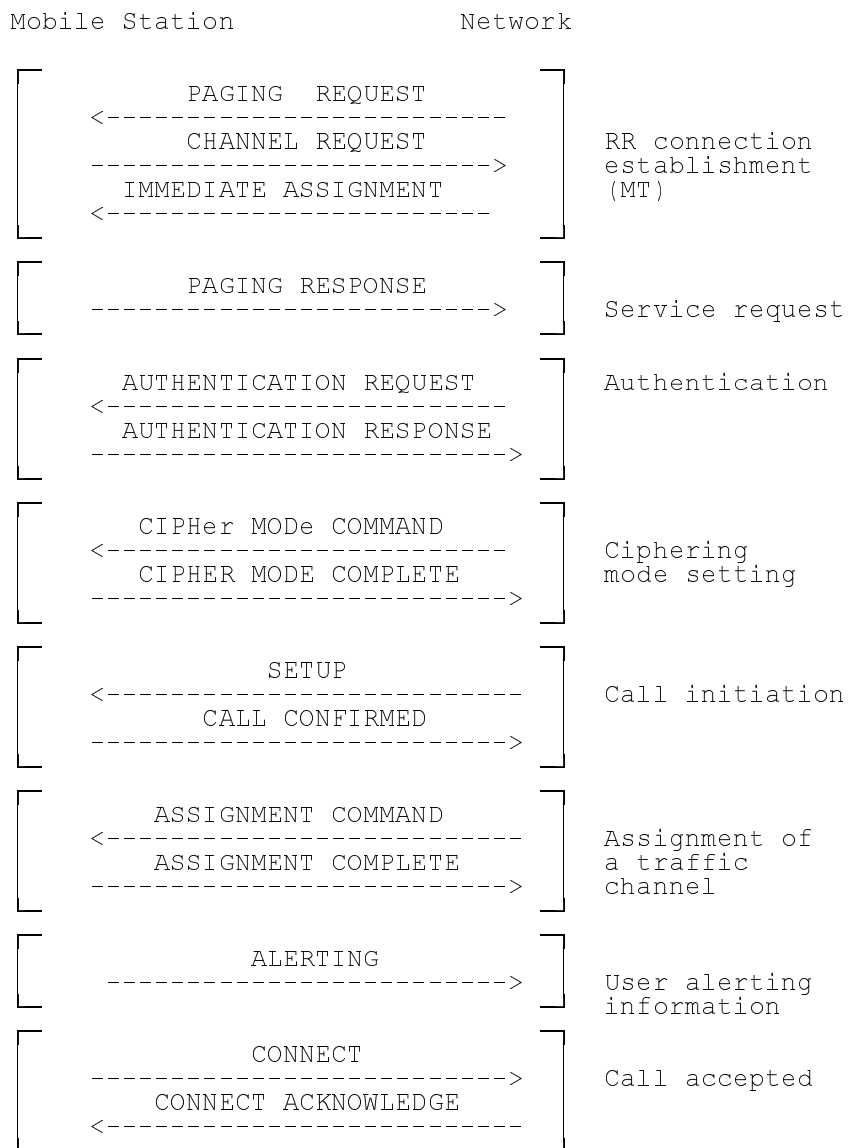 Mobile Station Network
PAGING REQUEST
<-------------------------
CHANNEL REQUEST RR connection
-------------------------> establishment
IMMEDIATE ASSIGNMENT (MT)
<------------------------
PAGING RESPONSE
-------------------------> Service request
AUTHENTICATION REQUEST Authentication
<-------------------------
AUTHENTICATION RESPONSE
-------------------------->
CIPHer MODe COMMAND
<------------------------- Ciphering
CIPHER MODE COMPLETE mode setting
-------------------------->
SETUP
<-------------------------- Call initiation
CALL CONFIRMED
-------------------------->
ASSIGNMENT COMMAND
<-------------------------- Assignment of
ASSIGNMENT COMPLETE a traffic
--------------------------> channel
ALERTING
-------------------------> User alerting
information
CONNECT
--------------------------> Call accepted
CONNECT ACKNOWLEDGE
<--------------------------